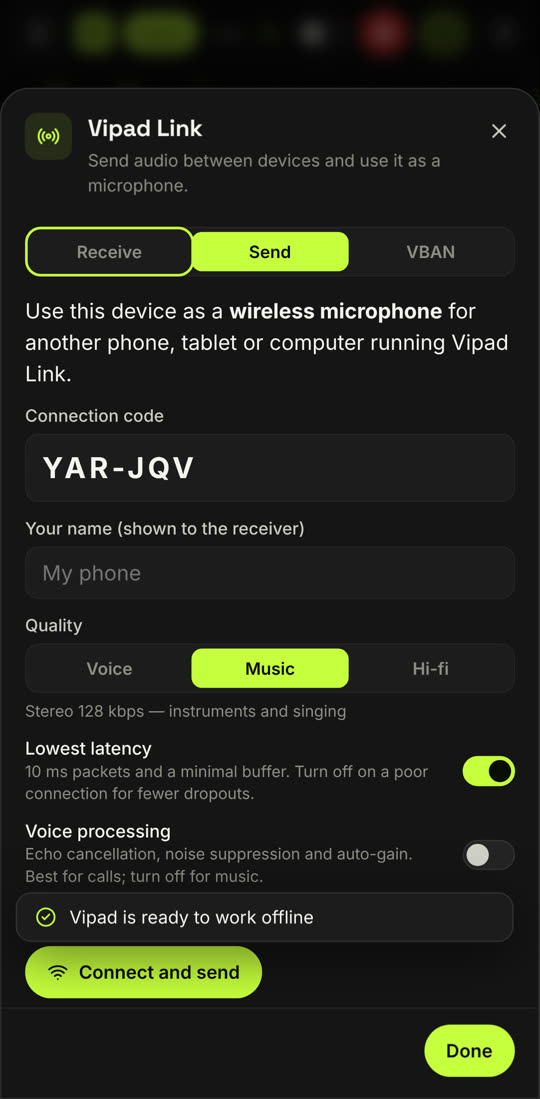 Vipad Link
Send audio between devices and use it as a
microphone.
Receive
Send
VBAN
Use this device as a wireless microphone for
another phone, tablet or computer running Vipad
Link.
Connection code
YAR-JQV
Your name (shown to the receiver)
My phone
Quality
Voice
Music
Hi-fi
Stereo 128 kbps — instruments and singing
Lowest latency
10 ms packets and a minimal buffer. Turn off on a poor
connection for fewer dropouts.
Voice processing
Echo cancellation, noise suppression and auto-gain.
Best for calls; turn off for music.
Vipad is ready to work offline
Connect and send
Done